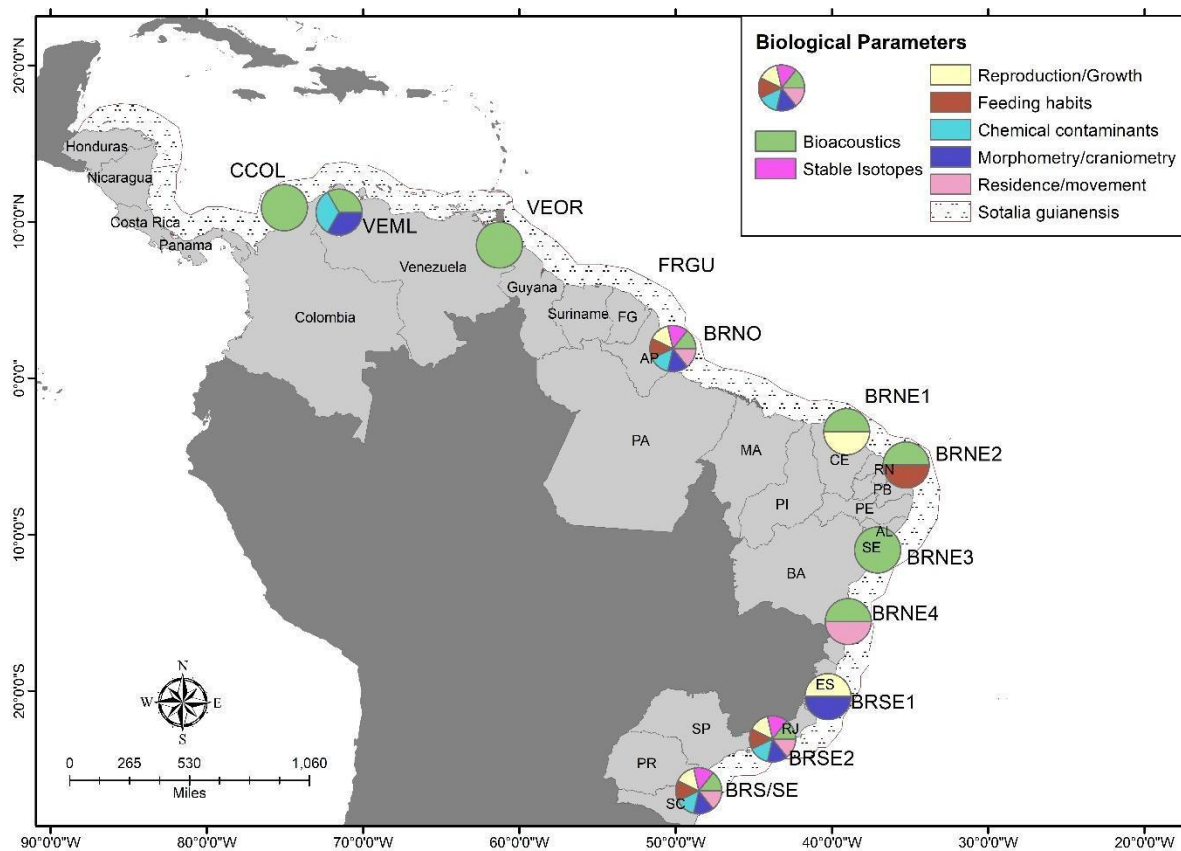 Biological Parameters
Bioacoustics
Stable Isotopes
Reproduction/Growth
Feeding habits
Chemical contaminants
Morphometry/craniometry
Residence/movement
Sotalia guianensis
20°0'0"N
10°0'0"N
0°0'0"
10°0'0"S
20°0'0"S
Honduras
Nicaragua
Costa Rica
Panama
CCOL
VEML
VEOR
Venezuela
Colombia
Guyana
Suriname
FG
FRGU
BRNO
AP
PA
MA
PI
CE
RN
PB
PE
AL
SE
BA
BRNE1
BRNE2
BRNE3
BRNE4
ES
BRSE1
SP
RJ
BRSE2
PR
SC
BRS/SE
N
W E
S
0 265 530 1,060
Miles
90°0'0"W 80°0'0"W 70°0'0"W 60°0'0"W 50°0'0"W 40°0'0"W 30°0'0"W 20°0'0"W